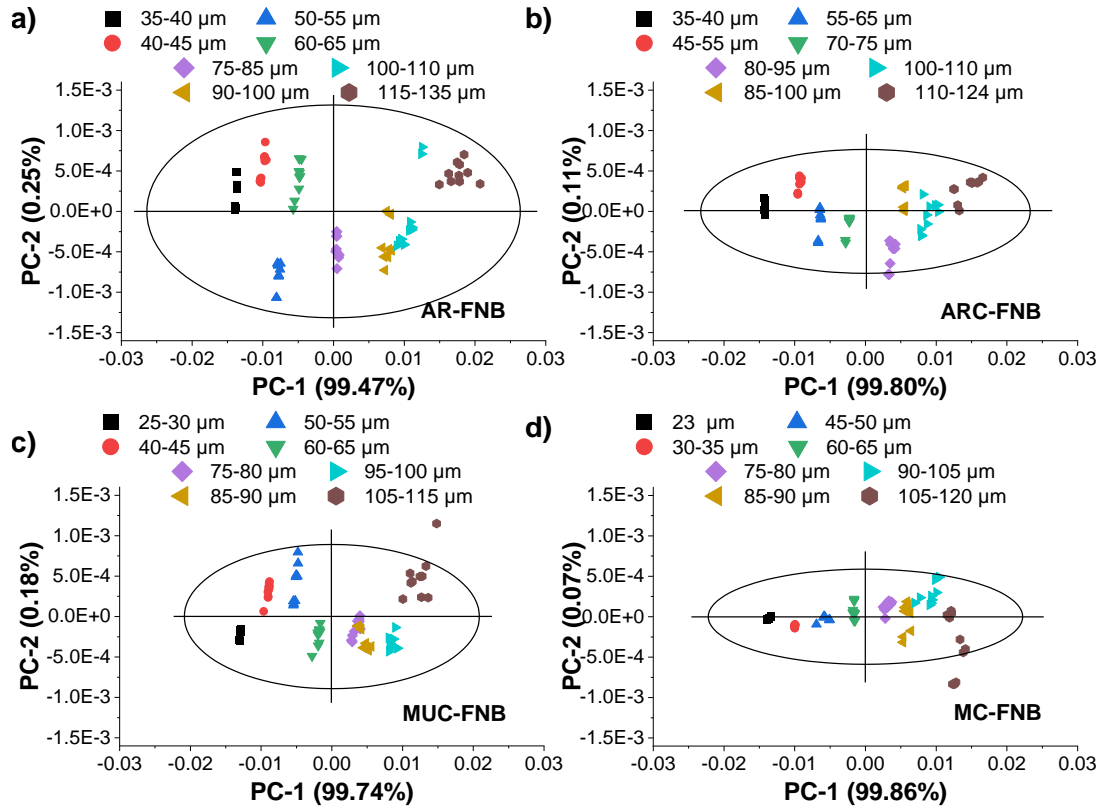 a)
35-40 µm 50-55 µm
40-45 µm 60-65 µm
75-85 µm 100-110 µm
90-100 µm 115-135 µm
1.5E-3
1.0E-3
5.0E-4
0.0E+0
-5.0E-4
-1.0E-3
-1.5E-3
PC-2 (0.25%)
AR-FNB
-0.03 -0.02 -0.01 0.00 0.01 0.02 0.03
PC-1 (99.47%)
b)
35-40 µm 55-65 µm
45-55 µm 70-75 µm
80-95 µm 100-110 µm
85-100 µm 110-124 µm
1.5E-3
1.0E-3
5.0E-4
0.0E+0
-5.0E-4
-1.0E-3
-1.5E-3
PC-2 (0.11%)
ARC-FNB
-0.03 -0.02 -0.01 0.00 0.01 0.02 0.03
PC-1 (99.80%)
c)
25-30 µm 50-55 µm
40-45 µm 60-65 µm
75-80 µm 95-100 µm
85-90 µm 105-115 µm
1.5E-3
1.0E-3
5.0E-4
0.0E+0
-5.0E-4
-1.0E-3
-1.5E-3
PC-2 (0.18%)
MUC-FNB
-0.03 -0.02 -0.01 0.00 0.01 0.02 0.03
PC-1 (99.74%)
d)
23 µm 45-50 µm
30-35 µm 60-65 µm
75-80 µm 90-105 µm
85-90 µm 105-120 µm
1.5E-3
1.0E-3
5.0E-4
0.0E+0
-5.0E-4
-1.0E-3
-1.5E-3
PC-2 (0.07%)
MC-FNB
-0.03 -0.02 -0.01 0.00 0.01 0.02 0.03
PC-1 (99.86%)